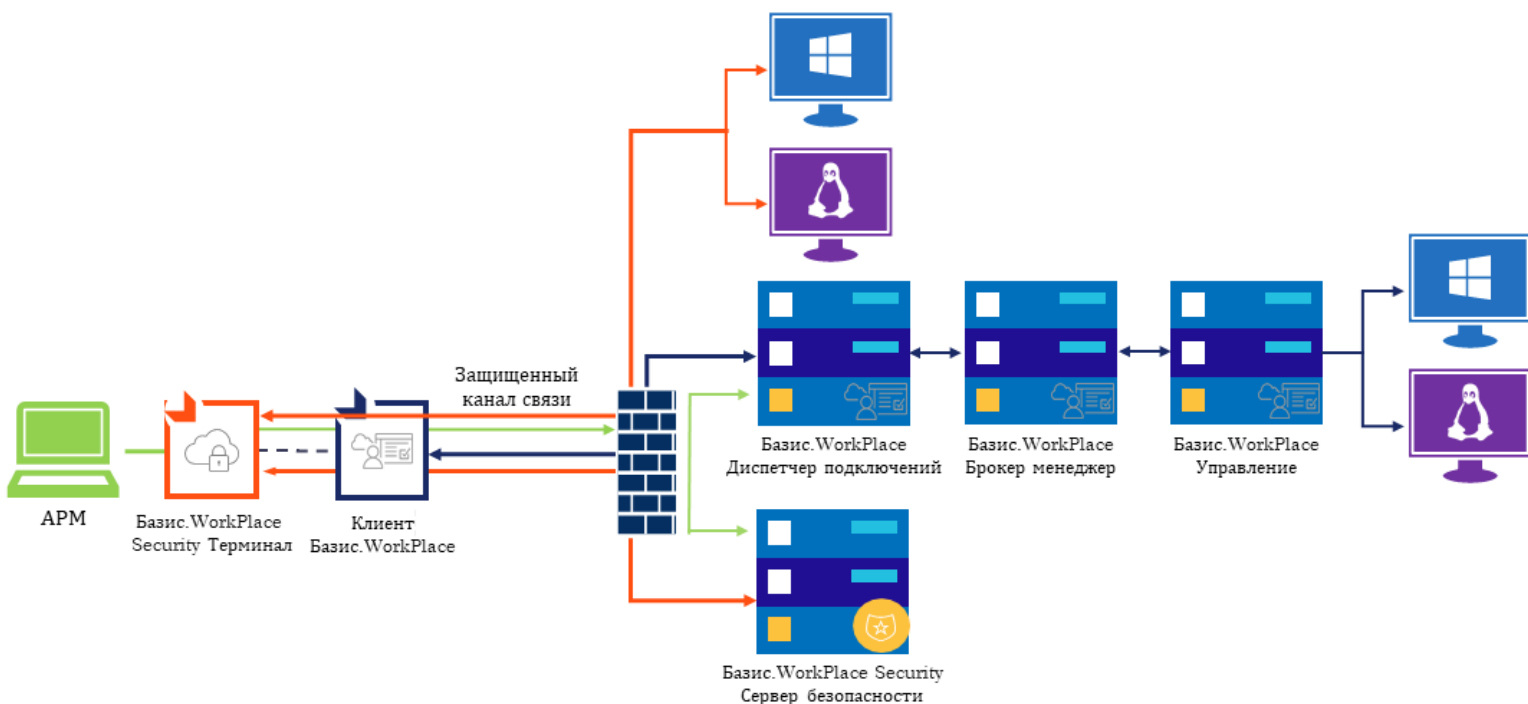 Защищенный
канал связи
АРМ
Базис.WorkPlace
Security Терминал
Клиент
Базис.WorkPlace
Базис.WorkPlace
Диспетчер подключений
Базис.WorkPlace
Брокер менеджер
Базис.WorkPlace
Управление
Базис.WorkPlace Security
Сервер безопасности